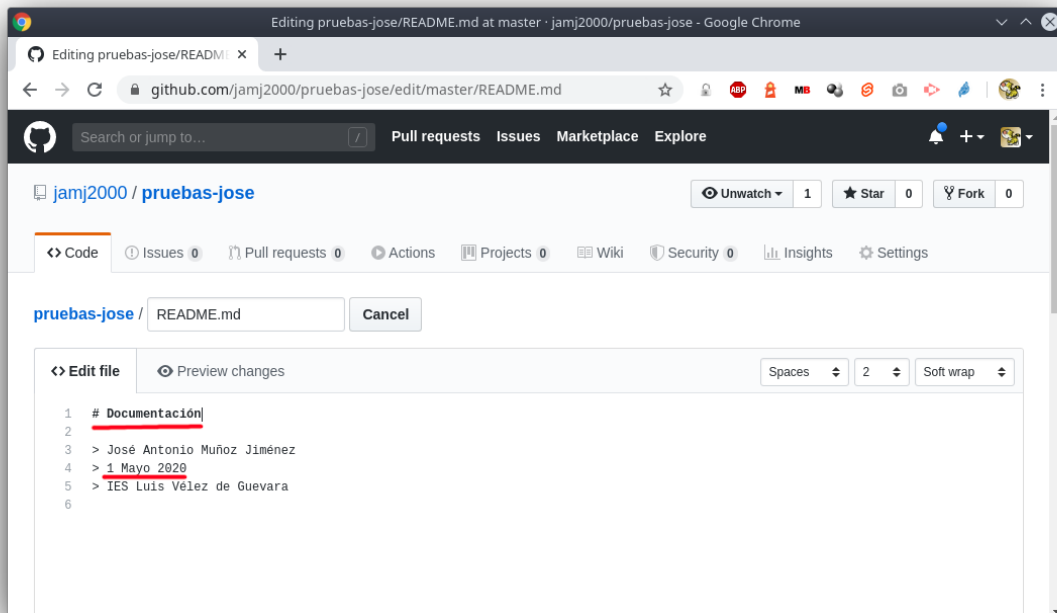 Editing pruebas-jose/README.md at master · jamj2000/pruebas-jose - Google Chrome
Editing pruebas-jose/READM
github.com/jamj2000/pruebas-jose/edit/master/README.md
ABP
MB
Search or jump to… /
Pull requests Issues Marketplace Explore
jamj2000 / pruebas-jose
Unwatch 1 Star 0 Fork 0
Code Issues 0 Pull requests 0 Actions Projects 0 Wiki Security 0 Insights Settings
pruebas-jose / README.md Cancel
<> Edit file Preview changes Spaces 2 Soft wrap
1 # Documentación
2
3 > José Antonio Muñoz Jiménez
4 > 1 Mayo 2020
5 > IES Luis Vélez de Guevara
6